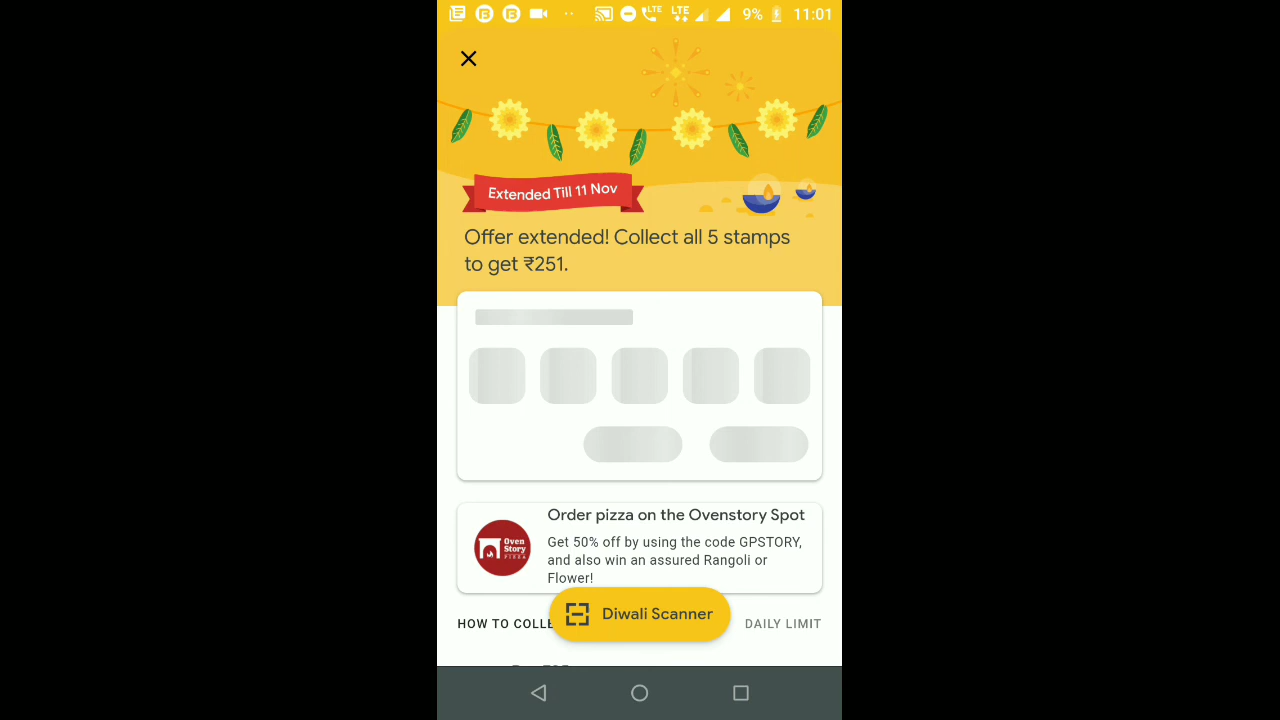 LTE LTE 9% 11:01
Extended Till 11 Nov
Offer extended! Collect all 5 stamps
to get ₹251.
Order pizza on the Ovenstory Spot
Oven
Story
PIZZA
Get 50% off by using the code GPSTORY,
and also win an assured Rangoli or
Flower!
Diwali Scanner
HOW TO COLLE
DAILY LIMIT